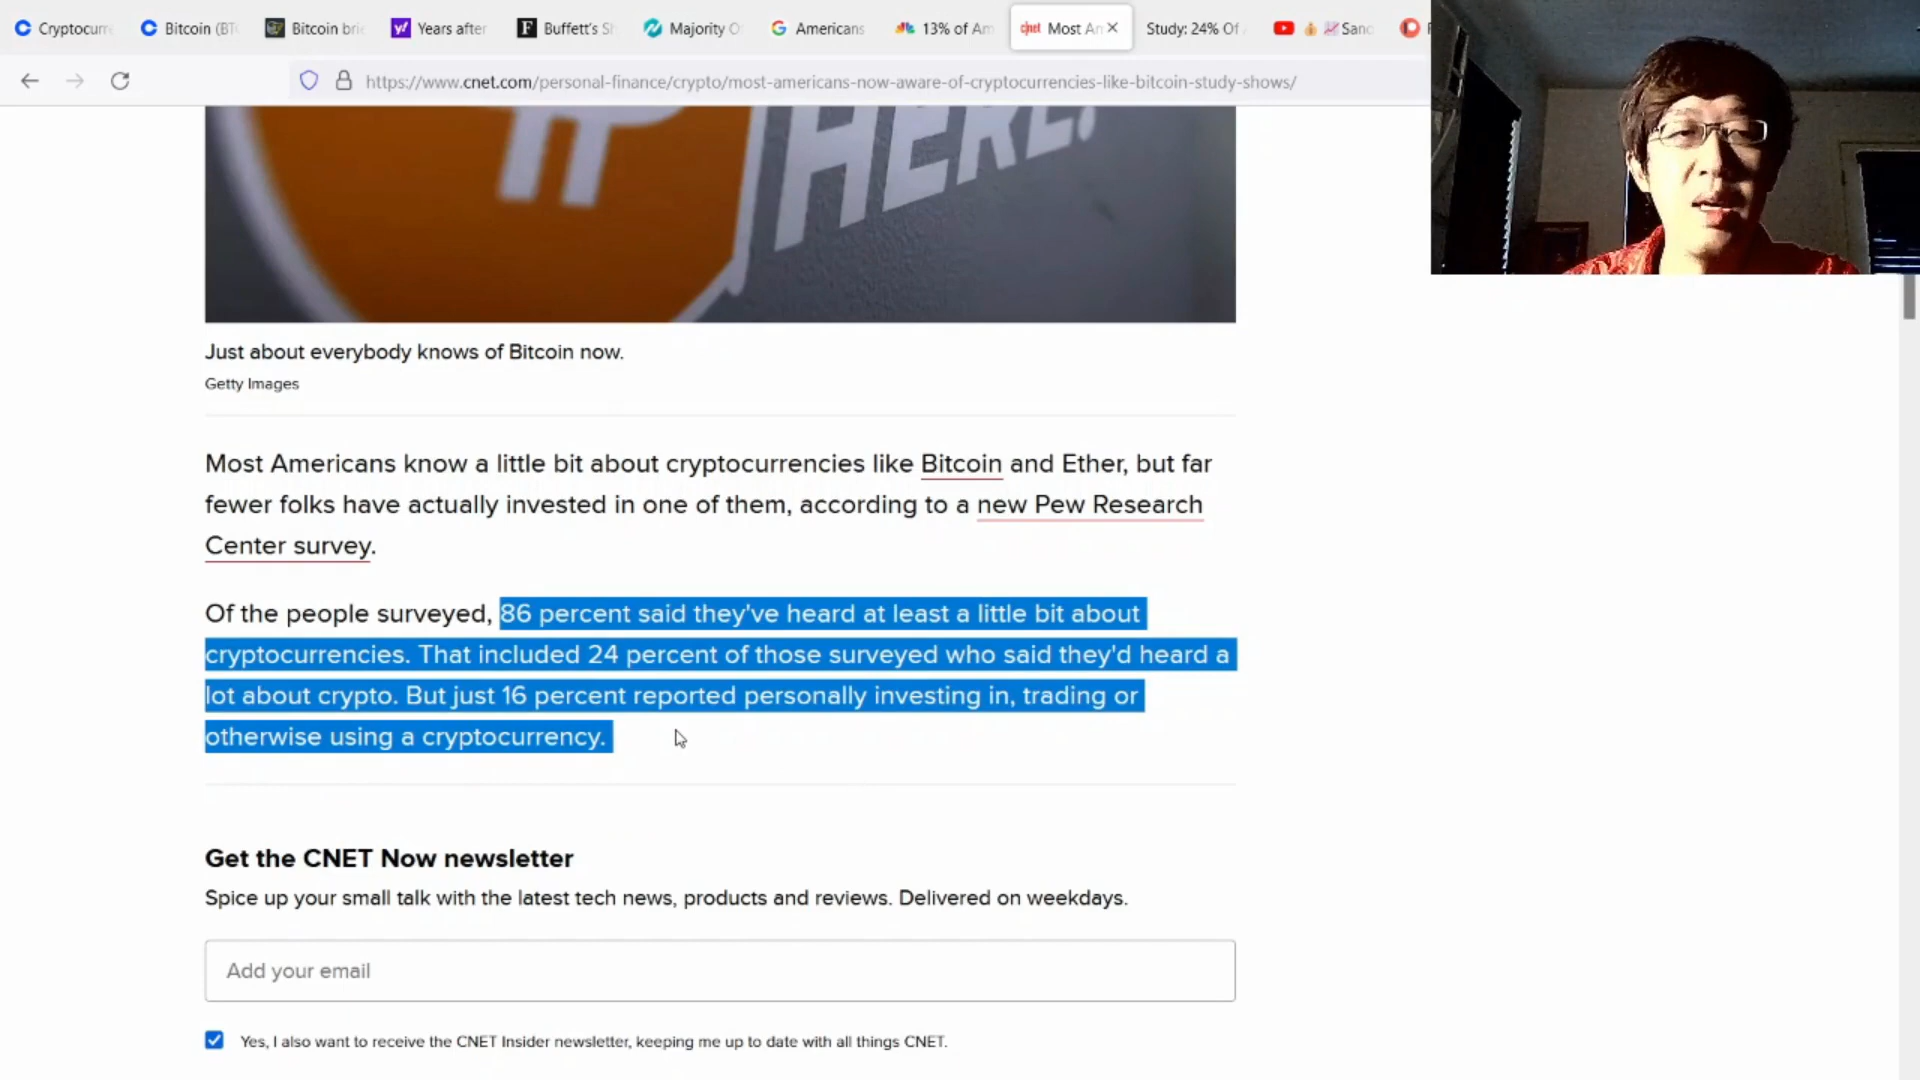 Cryptocurr
Bitcoin (BT
Bitcoin brie
Years after
Buffett's S
Majority O
Americans
13% of Am
cnet Most Am
Study: 24% Of
Sand
https://www.cnet.com/personal-finance/crypto/most-americans-now-aware-of-cryptocurrencies-like-bitcoin-study-shows/
HERE!
Just about everybody knows of Bitcoin now.
Getty Images
Most Americans know a little bit about cryptocurrencies like Bitcoin and Ether, but far
fewer folks have actually invested in one of them, according to a new Pew Research
Center survey.
Of the people surveyed, 86 percent said they've heard at least a little bit about
cryptocurrencies. That included 24 percent of those surveyed who said they'd heard a
lot about crypto. But just 16 percent reported personally investing in, trading or
otherwise using a cryptocurrency.
Get the CNET Now newsletter
Spice up your small talk with the latest tech news, products and reviews. Delivered on weekdays.
Add your email
Yes, I also want to receive the CNET Insider newsletter, keeping me up to date with all things CNET.